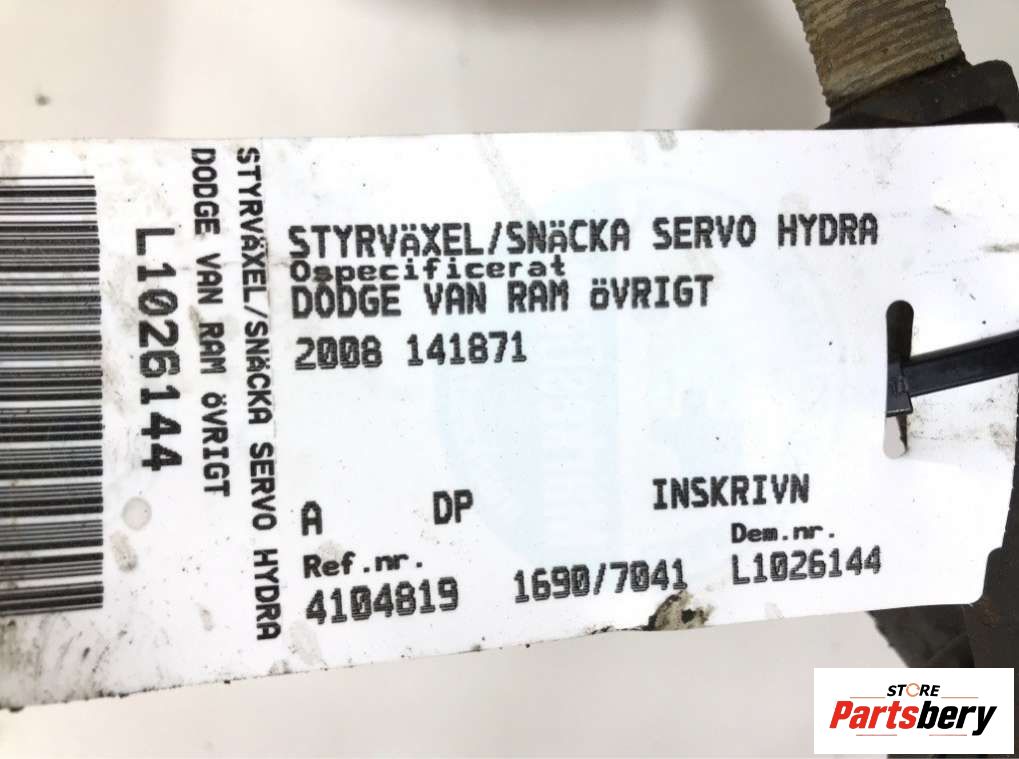 L1026144
DODGE VAN RAM ÖVRIGT
STYRVÄXEL/SNÄCKA SERVO HYDRA
STYRVÄXEL/SNÄCKA SERVO HYDRA
Ospecificerat
DODGE VAN RAM ÖVRIGT
2008 141871
A DP INSKRIVN
Ref.nr. Dem.nr.
4104819 1690/7041 L1026144
STORE
Partsbery